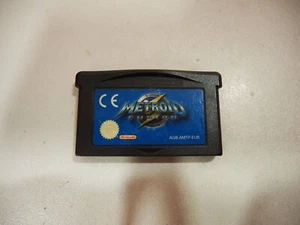 CE
METROID
FUSION
Nintendo
AGB-AMTP-EUR